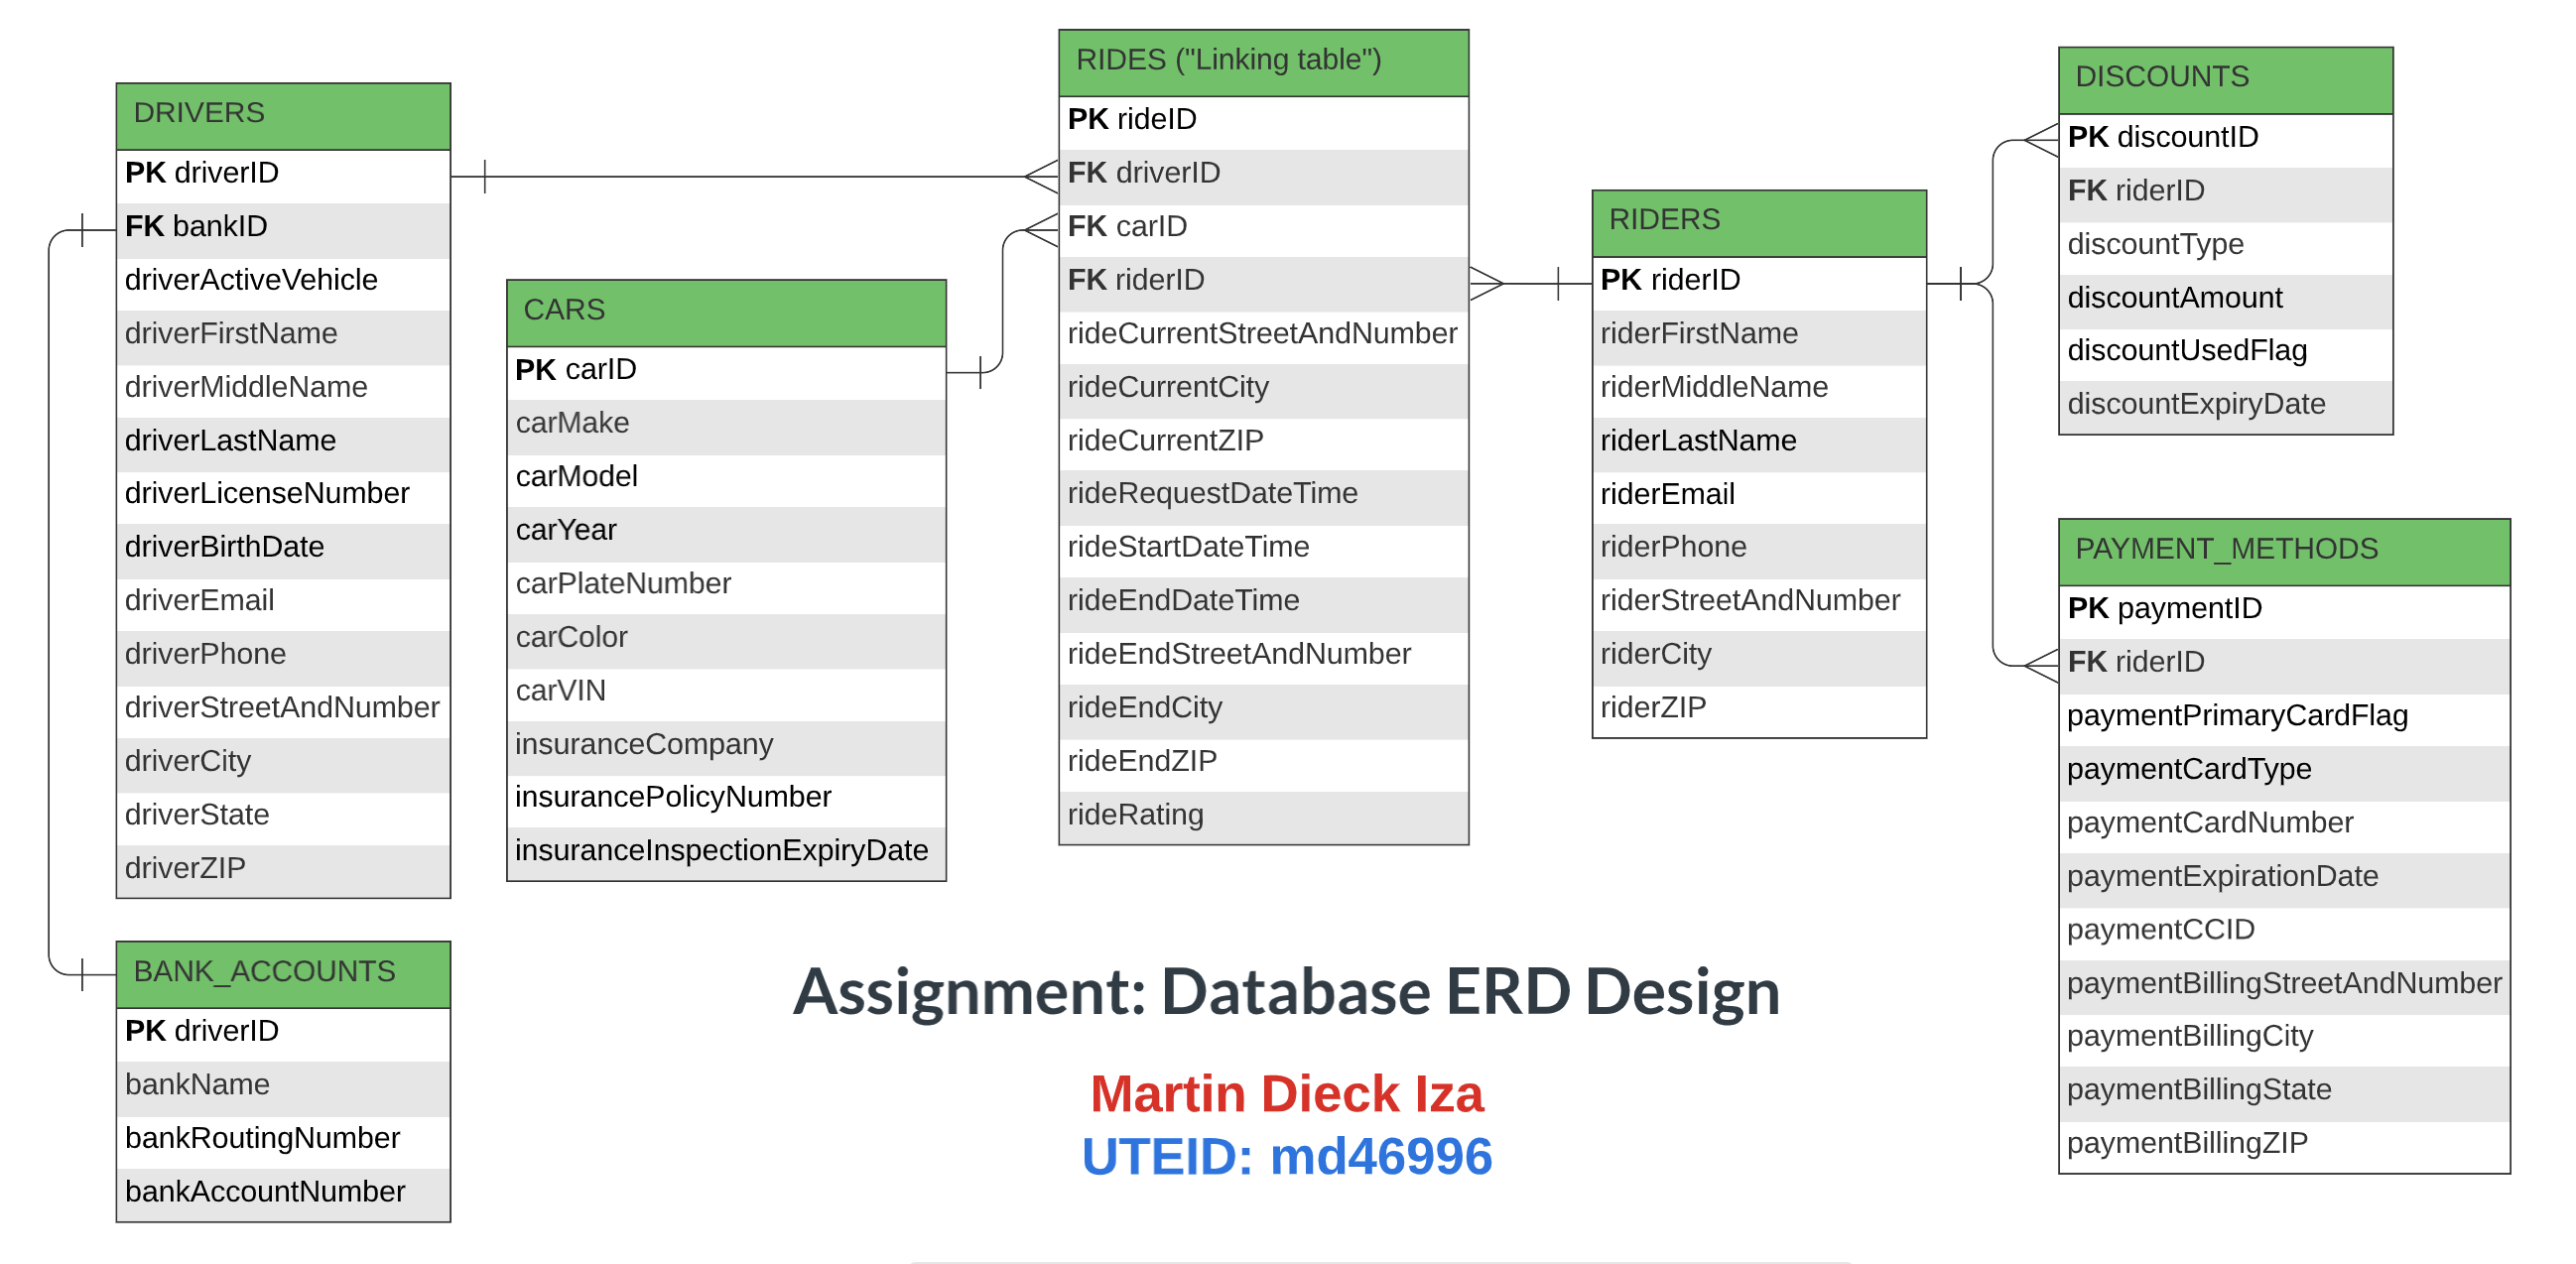 DRIVERS
PK driverID
FK bankID
driverActiveVehicle
driverFirstName
driverMiddleName
driverLastName
driverLicenseNumber
driverBirthDate
driverEmail
driverPhone
driverStreetAndNumber
driverCity
driverState
driverZIP
BANK_ACCOUNTS
PK driverID
bankName
bankRoutingNumber
bankAccountNumber
CARS
PK carID
carMake
carModel
carYear
carPlateNumber
carColor
carVIN
insuranceCompany
insurancePolicyNumber
insuranceInspectionExpiryDate
RIDES ("Linking table")
PK rideID
FK driverID
FK carID
FK riderID
rideCurrentStreetAndNumber
rideCurrentCity
rideCurrentZIP
rideRequestDateTime
rideStartDateTime
rideEndDateTime
rideEndStreetAndNumber
rideEndCity
rideEndZIP
rideRating
RIDERS
PK riderID
riderFirstName
riderMiddleName
riderLastName
riderEmail
riderPhone
riderStreetAndNumber
riderCity
riderZIP
DISCOUNTS
PK discountID
FK riderID
discountType
discountAmount
discountUsedFlag
discountExpiryDate
PAYMENT_METHODS
PK paymentID
FK riderID
paymentPrimaryCardFlag
paymentCardType
paymentCardNumber
paymentExpirationDate
paymentCCID
paymentBillingStreetAndNumber
paymentBillingCity
paymentBillingState
paymentBillingZIP
Assignment: Database ERD Design
Martin Dieck Iza
UTEID: md46996